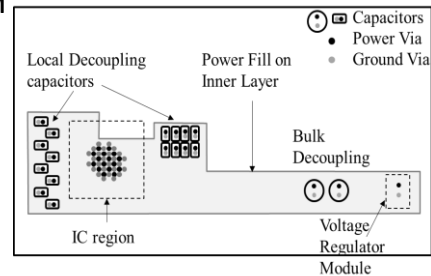 Capacitors
Power Via
Ground Via
Local Decoupling
capacitors
Power Fill on
Inner Layer
Bulk
Decoupling
IC region
Voltage
Regulator
Module